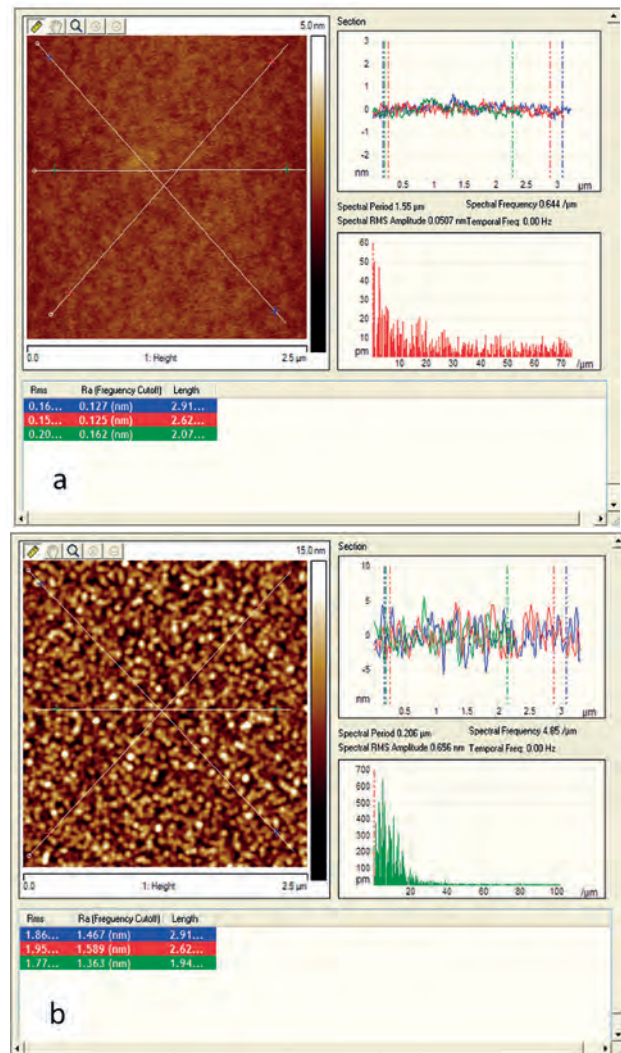 5.0 nm
Section
3
2
1
0
-1
-2
nm
0.5 1 1.5 2 2.5 3 µm
Spectral Period 1.55 µm Spectral Frequency 0.644 /µm
Spectral RMS Amplitude 0.0507 nm Temporal Freq: 0.00 Hz
60
50
40
30
20
10
pm
10 20 30 40 50 60 70 /µm
0.0 1: Height 2.5 µm
Rms Ra (Freguency Cutoff) Length
0.16... 0.127 (nm) 2.91...
0.15... 0.125 (nm) 2.62...
0.20... 0.162 (nm) 2.07...
a
15.0 nm
Section
10
5
0
-5
nm
0.5 1 1.5 2 2.5 3 µm
Spectral Period 0.206 µm Spectral Frequency 4.85 /µm
Spectral RMS Amplitude 0.656 nm Temporal Freq: 0.00 Hz
700
600
500
400
300
200
100
pm
20 40 60 80 100 /µm
0.0 1: Height 2.5 µm
Rms Ra (Freguency Cutoff) Length
1.86... 1.467 (nm) 2.91...
1.95... 1.589 (nm) 2.62...
1.77... 1.363 (nm) 1.94...
b